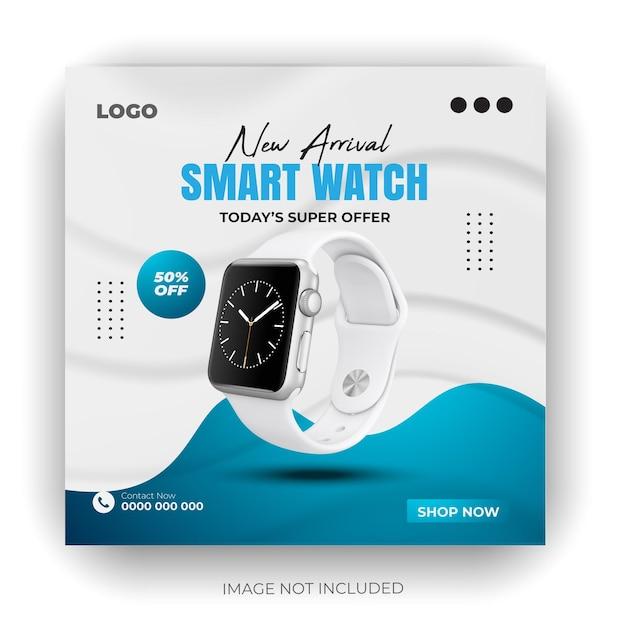 LOGO
New Arrival
SMART WATCH
TODAY'S SUPER OFFER
50%
OFF
Contact Now
0000 000 000
SHOP NOW
IMAGE NOT INCLUDED